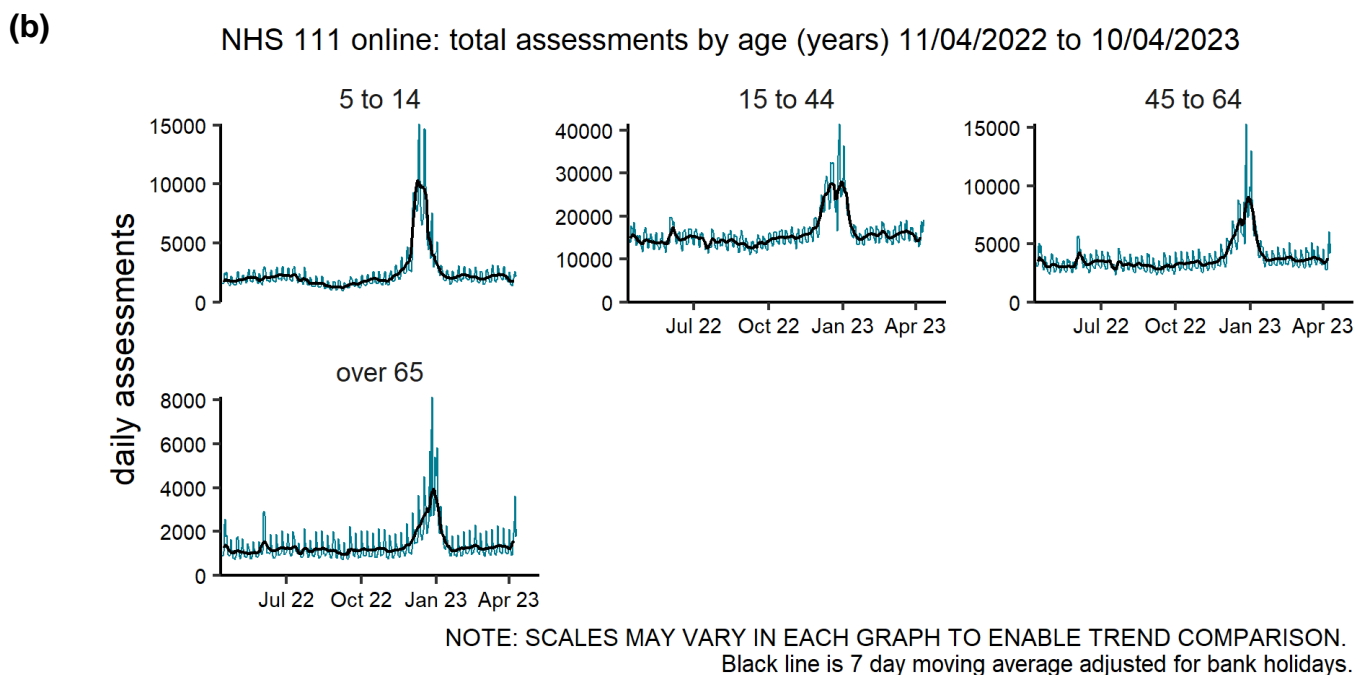 (b)
NHS 111 online: total assessments by age (years) 11/04/2022 to 10/04/2023
daily assessments
5 to 14
15000
10000
5000
0
15 to 44
40000
30000
20000
10000
0
Jul 22 Oct 22 Jan 23 Apr 23
45 to 64
15000
10000
5000
0
Jul 22 Oct 22 Jan 23 Apr 23
over 65
8000
6000
4000
2000
0
Jul 22 Oct 22 Jan 23 Apr 23
NOTE: SCALES MAY VARY IN EACH GRAPH TO ENABLE TREND COMPARISON.
Black line is 7 day moving average adjusted for bank holidays.